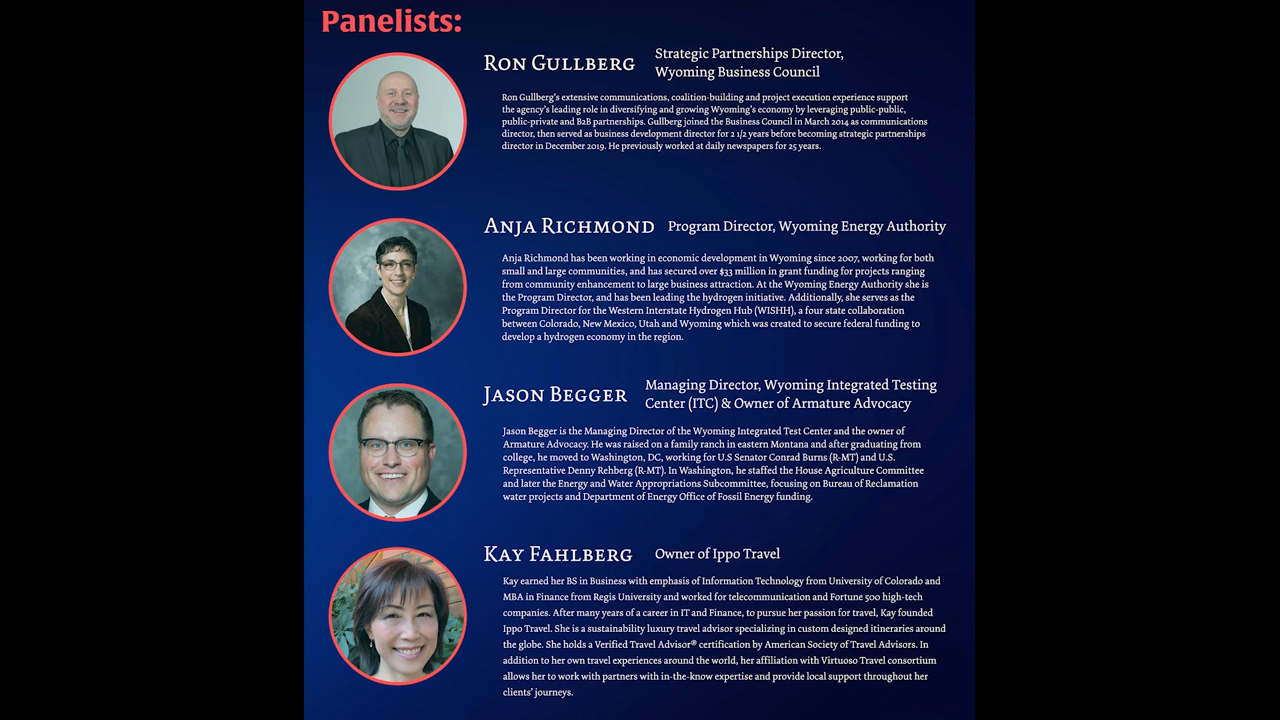 Panelists:
Ron Gullberg
Strategic Partnerships Director,
Wyoming Business Council
Ron Gullberg's extensive communications, coalition-building and project execution experience support
the agency's leading role in diversifying and growing Wyoming's economy by leveraging public-public,
public-private and B2B partnerships. Gullberg joined the Business Council in March 2014 as communications
director, then served as business development director for 2 1/2 years before becoming strategic partnerships
director in December 2019. He previously worked at daily newspapers for 25 years.
Anja Richmond
Program Director, Wyoming Energy Authority
Anja Richmond has been working in economic development in Wyoming since 2007, working for both
small and large communities, and has secured over $33 million in grant funding for projects ranging
from community enhancement to large business attraction. At the Wyoming Energy Authority she is
the Program Director, and has been leading the hydrogen initiative. Additionally, she serves as the
Program Director for the Western Interstate Hydrogen Hub (WISHH), a four state collaboration
between Colorado, New Mexico, Utah and Wyoming which was created to secure federal funding to
develop a hydrogen economy in the region.
Jason Begger
Managing Director, Wyoming Integrated Testing
Center (ITC) & Owner of Armature Advocacy
Jason Begger is the Managing Director of the Wyoming Integrated Test Center and the owner of
Armature Advocacy. He was raised on a family ranch in eastern Montana and after graduating from
college, he moved to Washington, DC, working for U.S Senator Conrad Burns (R-MT) and U.S.
Representative Denny Rehberg (R-MT). In Washington, he staffed the House Agriculture Committee
and later the Energy and Water Appropriations Subcommittee, focusing on Bureau of Reclamation
water projects and Department of Energy Office of Fossil Energy funding.
Kay Fahlberg
Owner of Ippo Travel
Kay earned her BS in Business with emphasis of Information Technology from University of Colorado and
MBA in Finance from Regis University and worked for telecommunication and Fortune 500 high-tech
companies. After many years of a career in IT and Finance, to pursue her passion for travel, Kay founded
Ippo Travel. She is a sustainability luxury travel advisor specializing in custom designed itineraries around
the globe. She holds a Verified Travel Advisor® certification by American Society of Travel Advisors. In
addition to her own travel experiences around the world, her affiliation with Virtuoso Travel consortium
allows her to work with partners with in-the-know expertise and provide local support throughout her
clients' journeys.